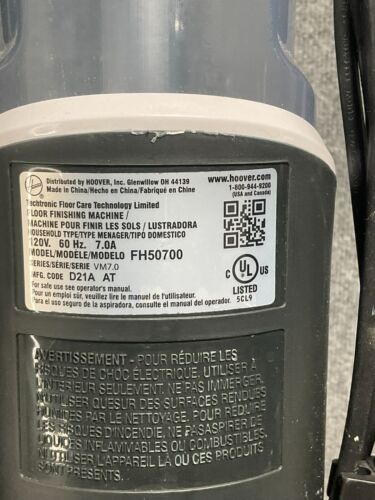 Distributed by HOOVER, Inc. Glenwillow OH 44139
Made in China/Hecho en China/Fabriqué en Chine
www.hoover.com
1-800-944-9200
(USA and Canada)
Techtronic Floor Care Technology Limited
FLOOR FINISHING MACHINE/
MACHINE POUR FINIR LES SOLS / LUSTRADORA
HOUSEHOLD TYPE/TYPE MENAGER/TIPO DOMESTICO
120V. 60 Hz. 7.0A
MODEL/MODÈLE/MODELO FH50700
SERIES/SÉRIE/SERIE VM7.0
MFG. CODE D21A AT
For safe use see operator's manual.
Pour un emploi sûr, veuillez lire le manuel de l'utilisateur.
Para el uso seguro de la aspiradora, consulte el manual del operador.
C UL US
LISTED
5CL9
AVERTISSEMENT - POUR RÉDUIRE LES
RISQUES DE CHOC ÉLECTRIQUE, UTILISER À
L'INTÉRIEUR SEULEMENT. NE PAS IMMERGER.
N'UTILISER QUE SUR DES SURFACES RENDUES
HUMIDES PAR LE NETTOYAGE. POUR RÉDUIRE
LES RISQUES D'INCENDIE, NE PAS ASPIRER DE
LIQUIDES INFLAMMABLES OU COMBUSTIBLES.
N'UTILISER L'APPAREIL LÀ OÙ CES PRODUITS
SONT PRÉSENTS.